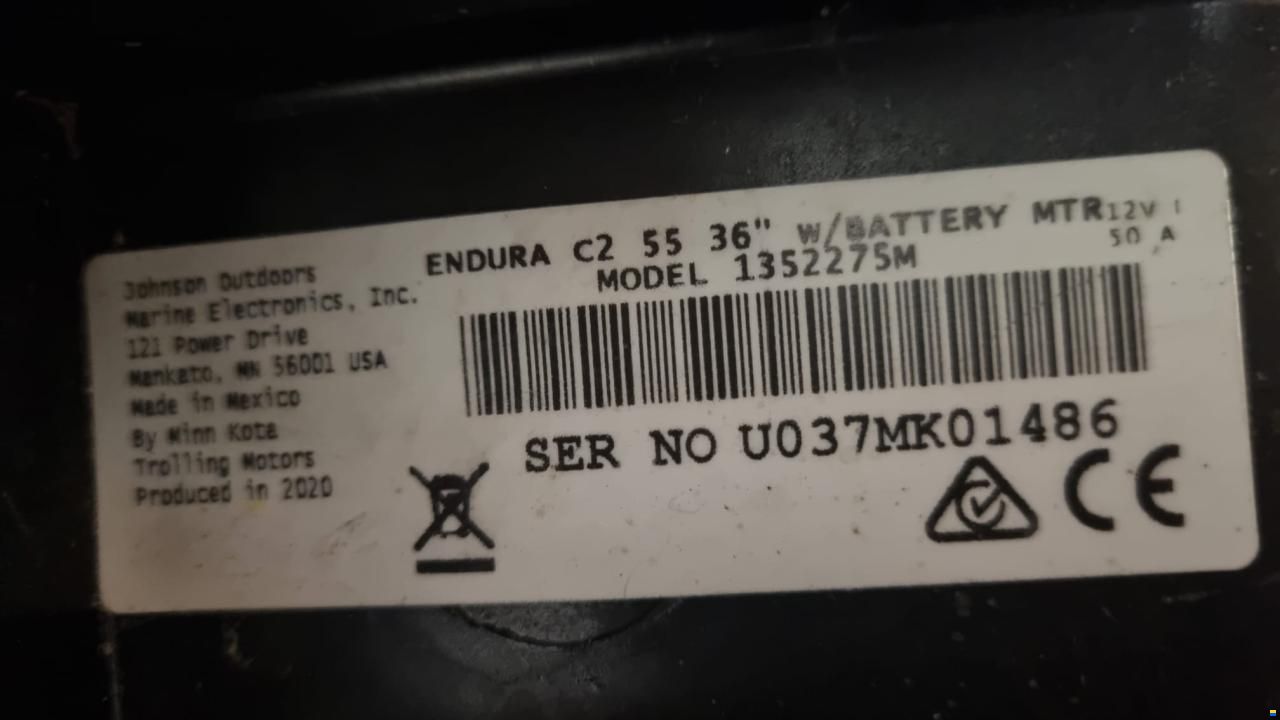 Johnson Outdoors
Marine Electronics, Inc.
121 Power Drive
Mankato, MN 56001 USA
Made in Mexico
By Minn Kota
Trolling Motors
Produced in 2020
ENDURA C2 55 36" W/BATTERY MTR
12V
50 A
MODEL 1352275M
SER NO U037MK01486
CE